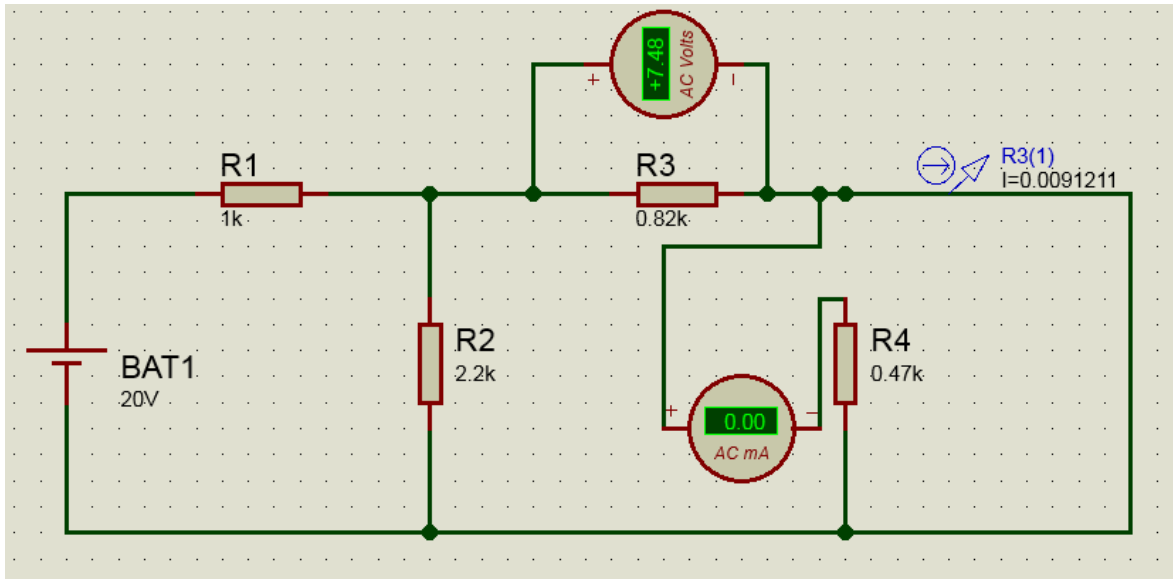 +7.48
AC Volts
+
–
R1
1k
R3
0.82k
R3(1)
I=0.0091211
BAT1
20V
R2
2.2k
R4
0.47k
+
–
0.00
AC mA